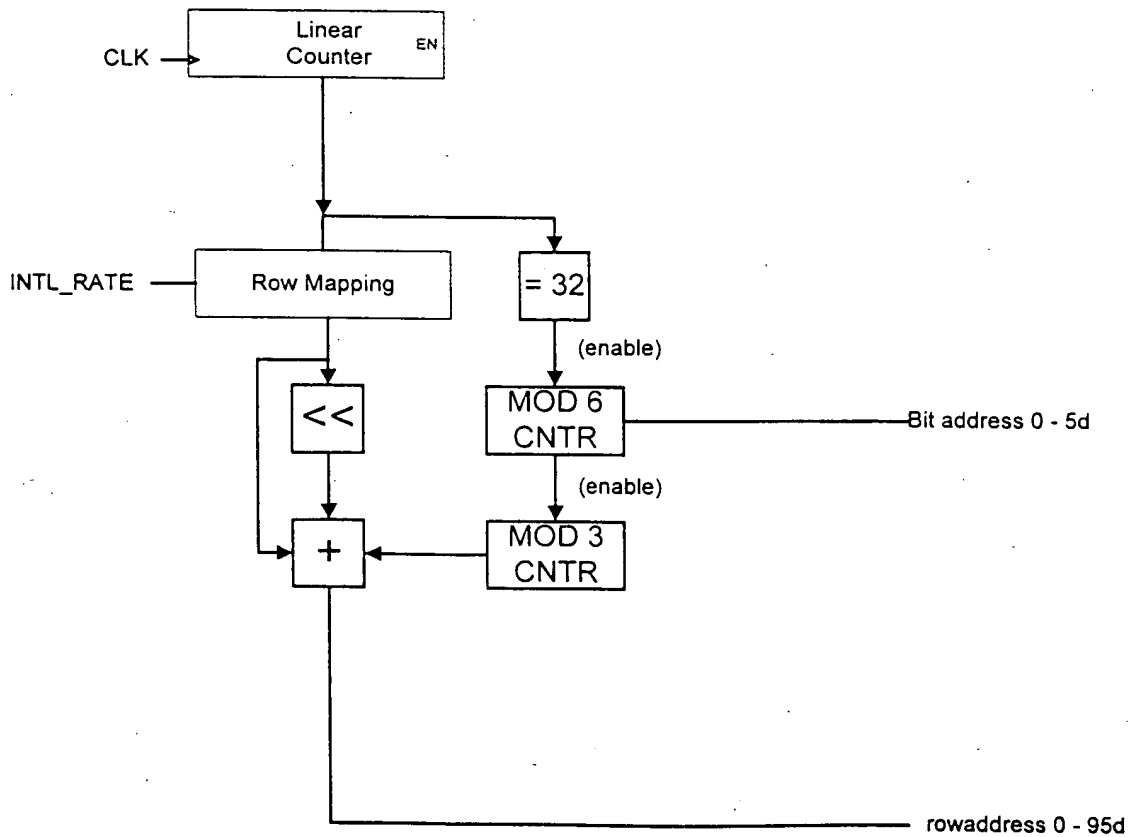 Linear
Counter
EN
CLK
INTL_RATE
Row Mapping
= 32
(enable)
<<
MOD 6
CNTR
Bit address 0 - 5d
(enable)
+
MOD 3
CNTR
rowaddress 0 - 95d